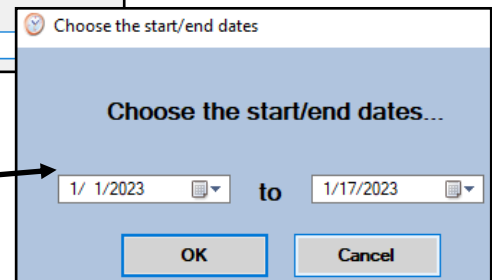 Choose the start/end dates
Choose the start/end dates...
1/ 1/2023 to 1/17/2023
OK Cancel